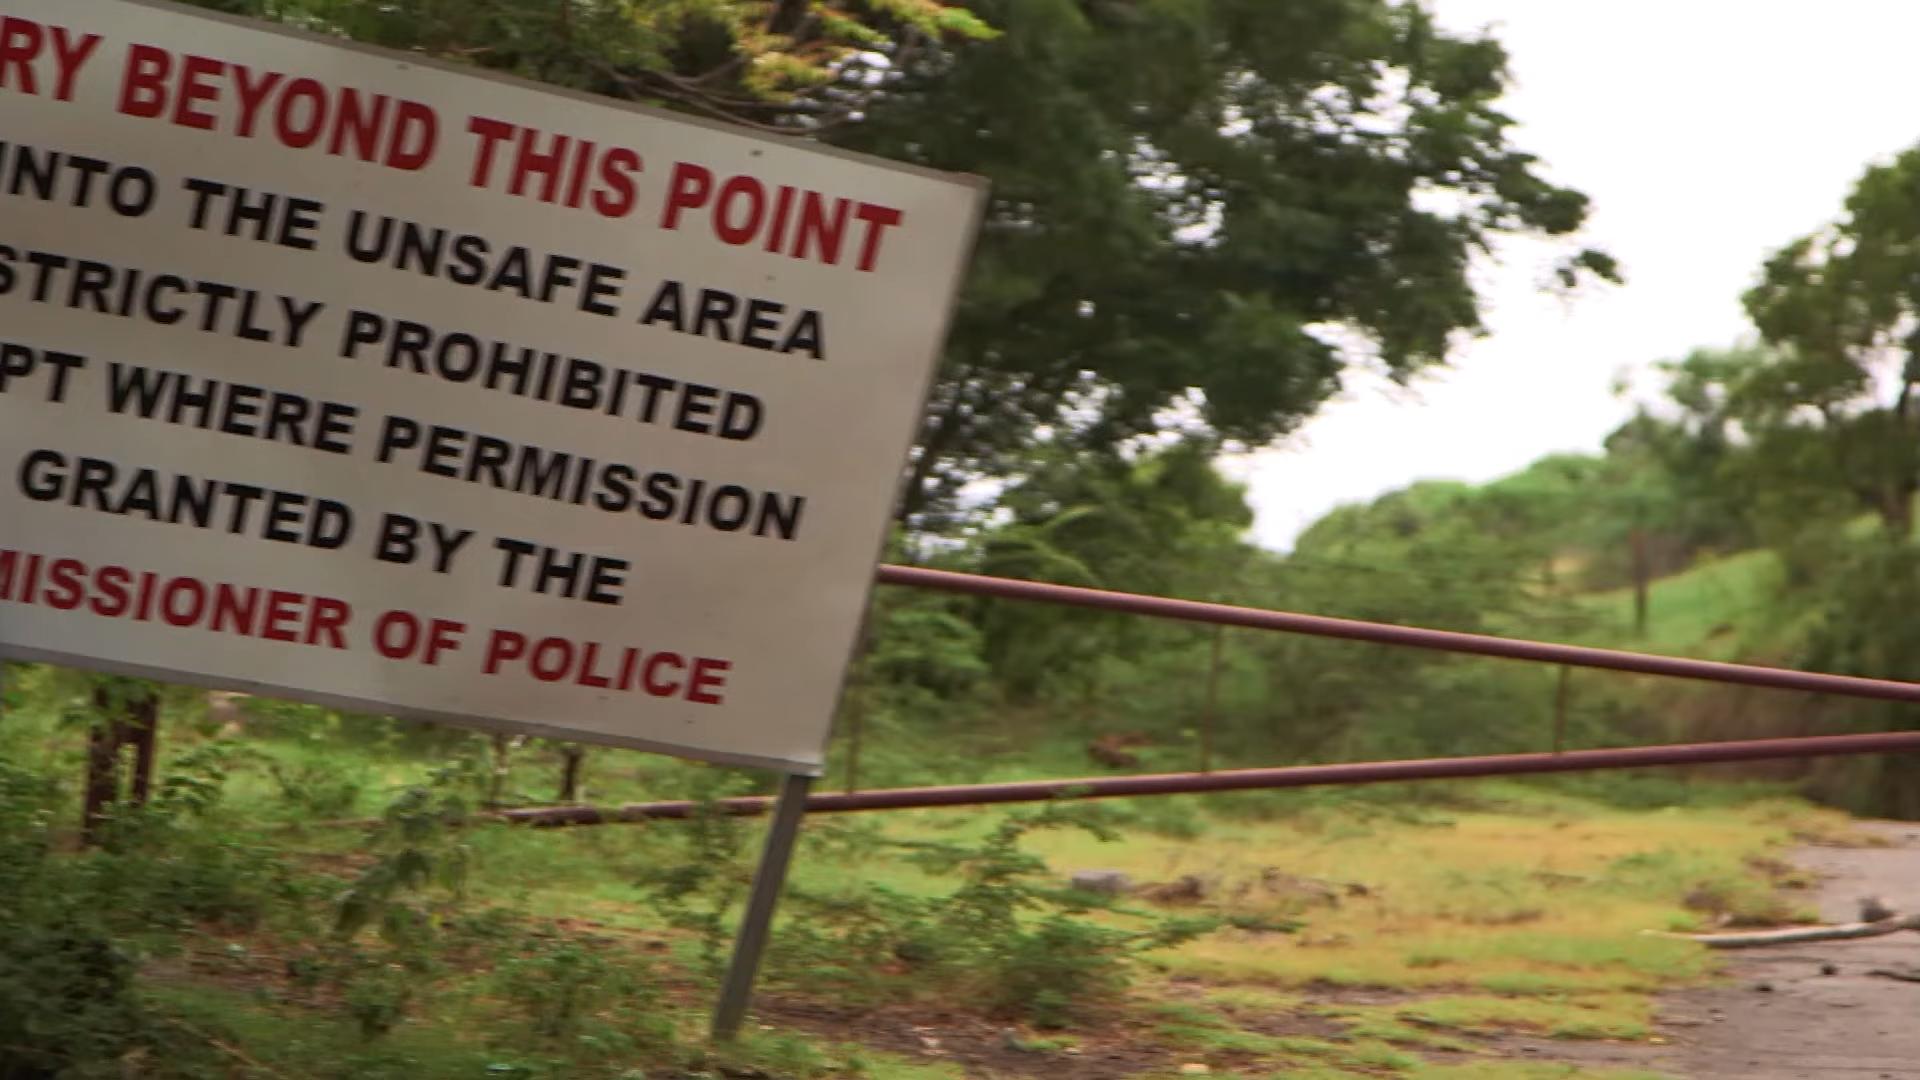 RY BEYOND THIS POINT
INTO THE UNSAFE AREA
STRICTLY PROHIBITED
PT WHERE PERMISSION
GRANTED BY THE
MISSIONER OF POLICE